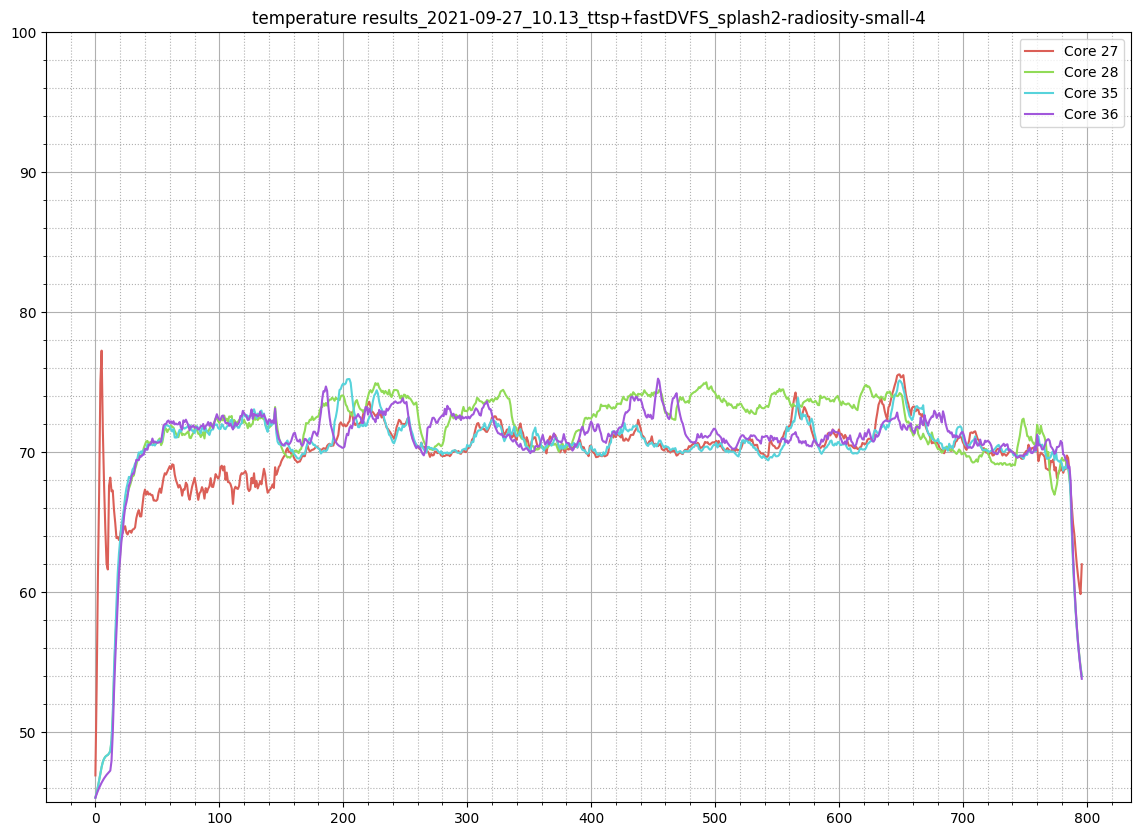 temperature results_2021-09-27_10.13_ttsp+fastDVFS_splash2-radiosity-small-4
100
90
80
70
60
50
Core 27
Core 28
Core 35
Core 36
0 100 200 300 400 500 600 700 800